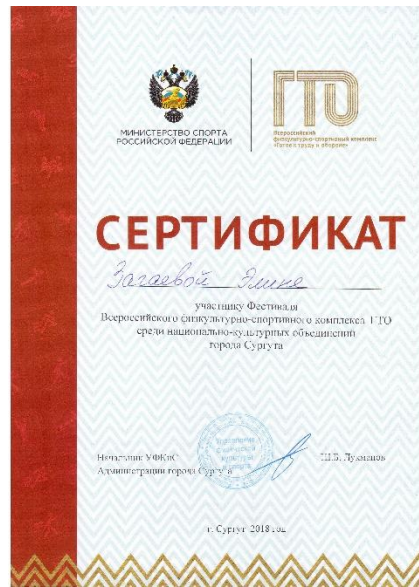 МИНИСТЕРСТВО СПОРТА
РОССИЙСКОЙ ФЕДЕРАЦИИ
ГТО
Всероссийский
физкультурно-спортивный комплекс
«Готов к труду и обороне»
СЕРТИФИКАТ
Загаевой Элине
участнику Фестиваля
Всероссийского физкультурно-спортивного комплекса ГТО
среди национально-культурных объединений
города Сургута
Начальник УФКиС
Администрации города Сургута
Лукманов
г. Сургут 2018 год